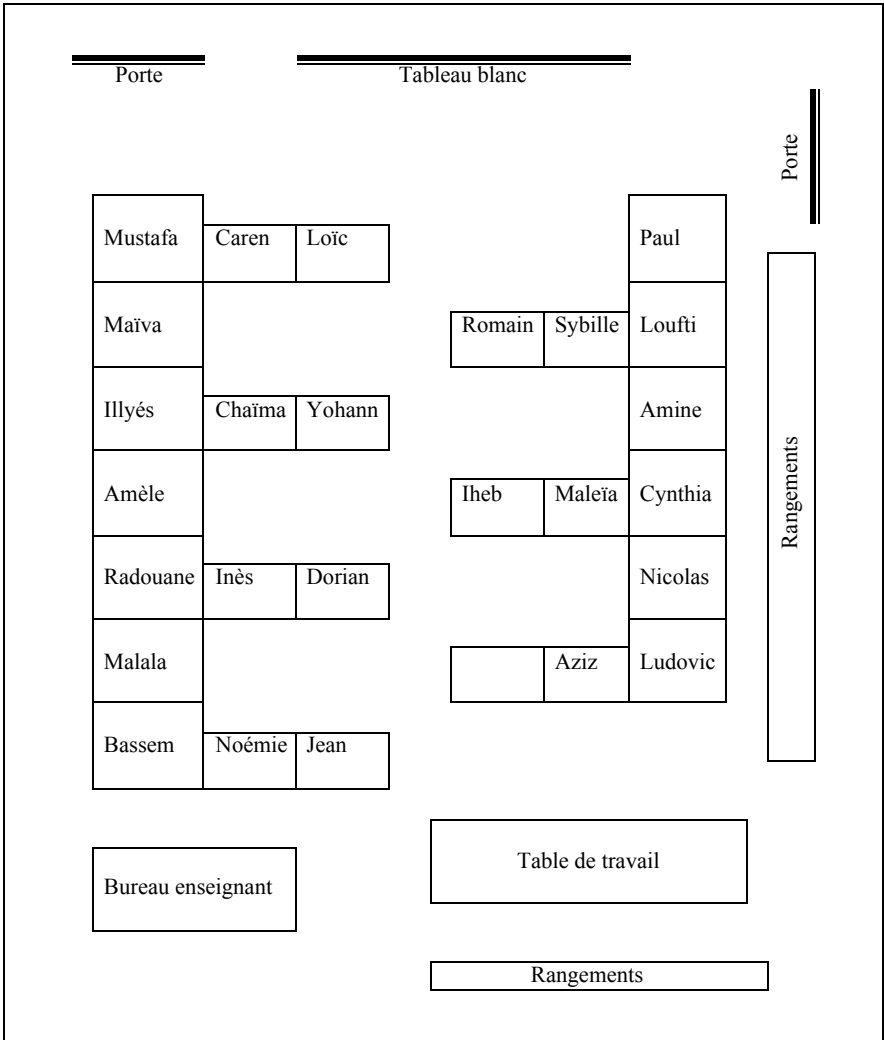 Porte
Tableau blanc
Porte
Mustafa Caren Loïc Paul
Maïva Romain Sybille Loufti
Illyés Chaïma Yohann Amine
Amèle Iheb Maleïa Cynthia
Rangements
Radouane Inès Dorian Nicolas
Malala Aziz Ludovic
Bassem Noémie Jean
Bureau enseignant
Table de travail
Rangements